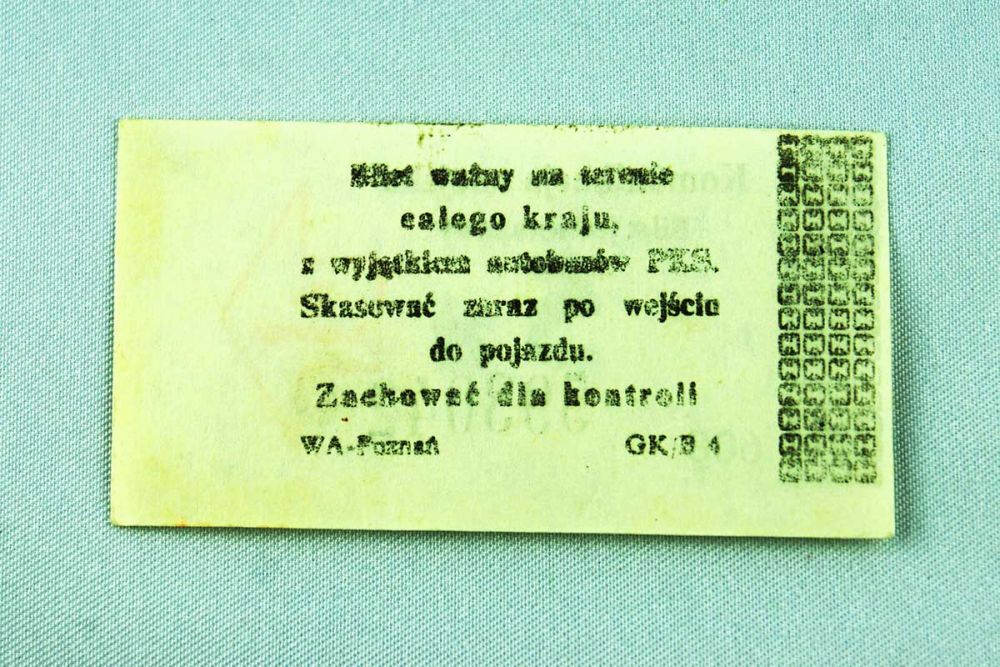 Bilet ważny na terenie
całego kraju,
z wyjątkiem autobusów PKS.
Skasować zaraz po wejściu
do pojazdu.
Zachować dla kontroli
WA-Poznań GK/B 4